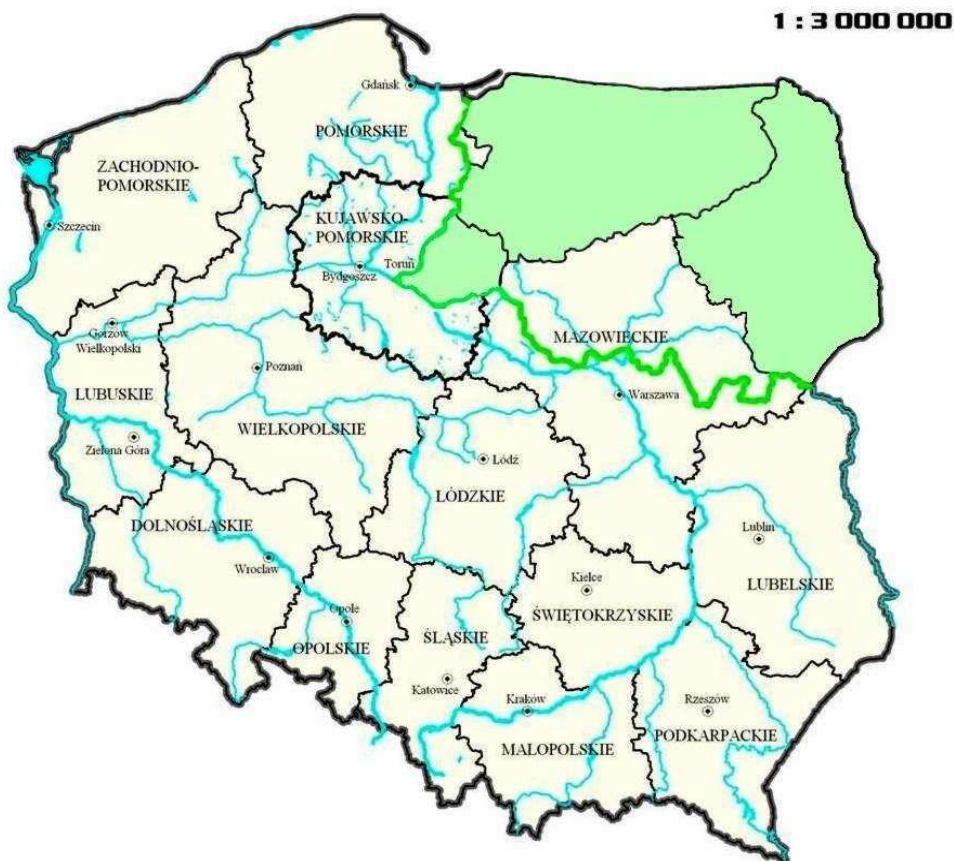 1 : 3 000 000
Gdańsk
POMORSKIE
ZACHODNIO-
POMORSKIE
Szczecin
KUJAWSKO-
POMORSKIE
Toruń
Bydgoszcz
Gorzów
Wielkopolski
MAZOWIECKIE
Poznań
LUBUSKIE
Warszawa
WIELKOPOLSKIE
Zielona Góra
Łódź
ŁÓDZKIE
DOLNOŚLĄSKIE
Lublin
Wrocław
Kielce
LUBELSKIE
Opole
ŚWIĘTOKRZYSKIE
ŚLĄSKIE
OPOLSKIE
Katowice
Kraków
Rzeszów
PODKARPACKIE
MALOPOLSKIE